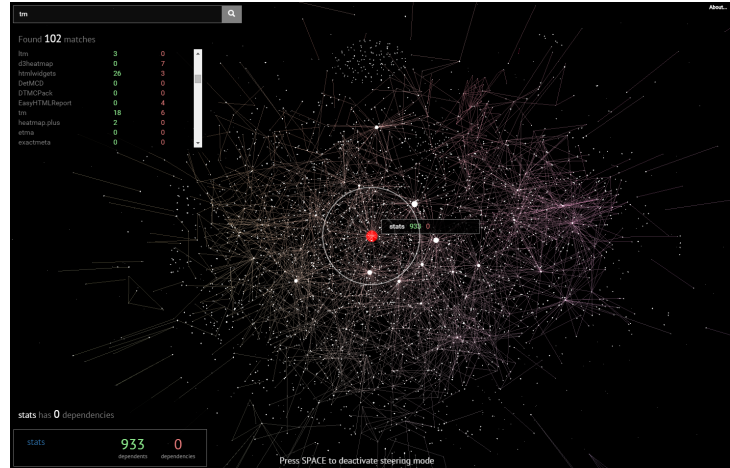 tm
About...
Found 102 matches
ltm 3 0
d3heatmap 0 7
htmlwidgets 26 3
DetMCD 0 0
DTMCPack 0 0
EasyHTMLReport 0 4
tm 18 6
heatmap.plus 2 0
etma 0 0
exactmeta 0 0
stats 933 0
stats has 0 dependencies
stats 933 0
dependents dependencies
Press SPACE to deactivate steering mode